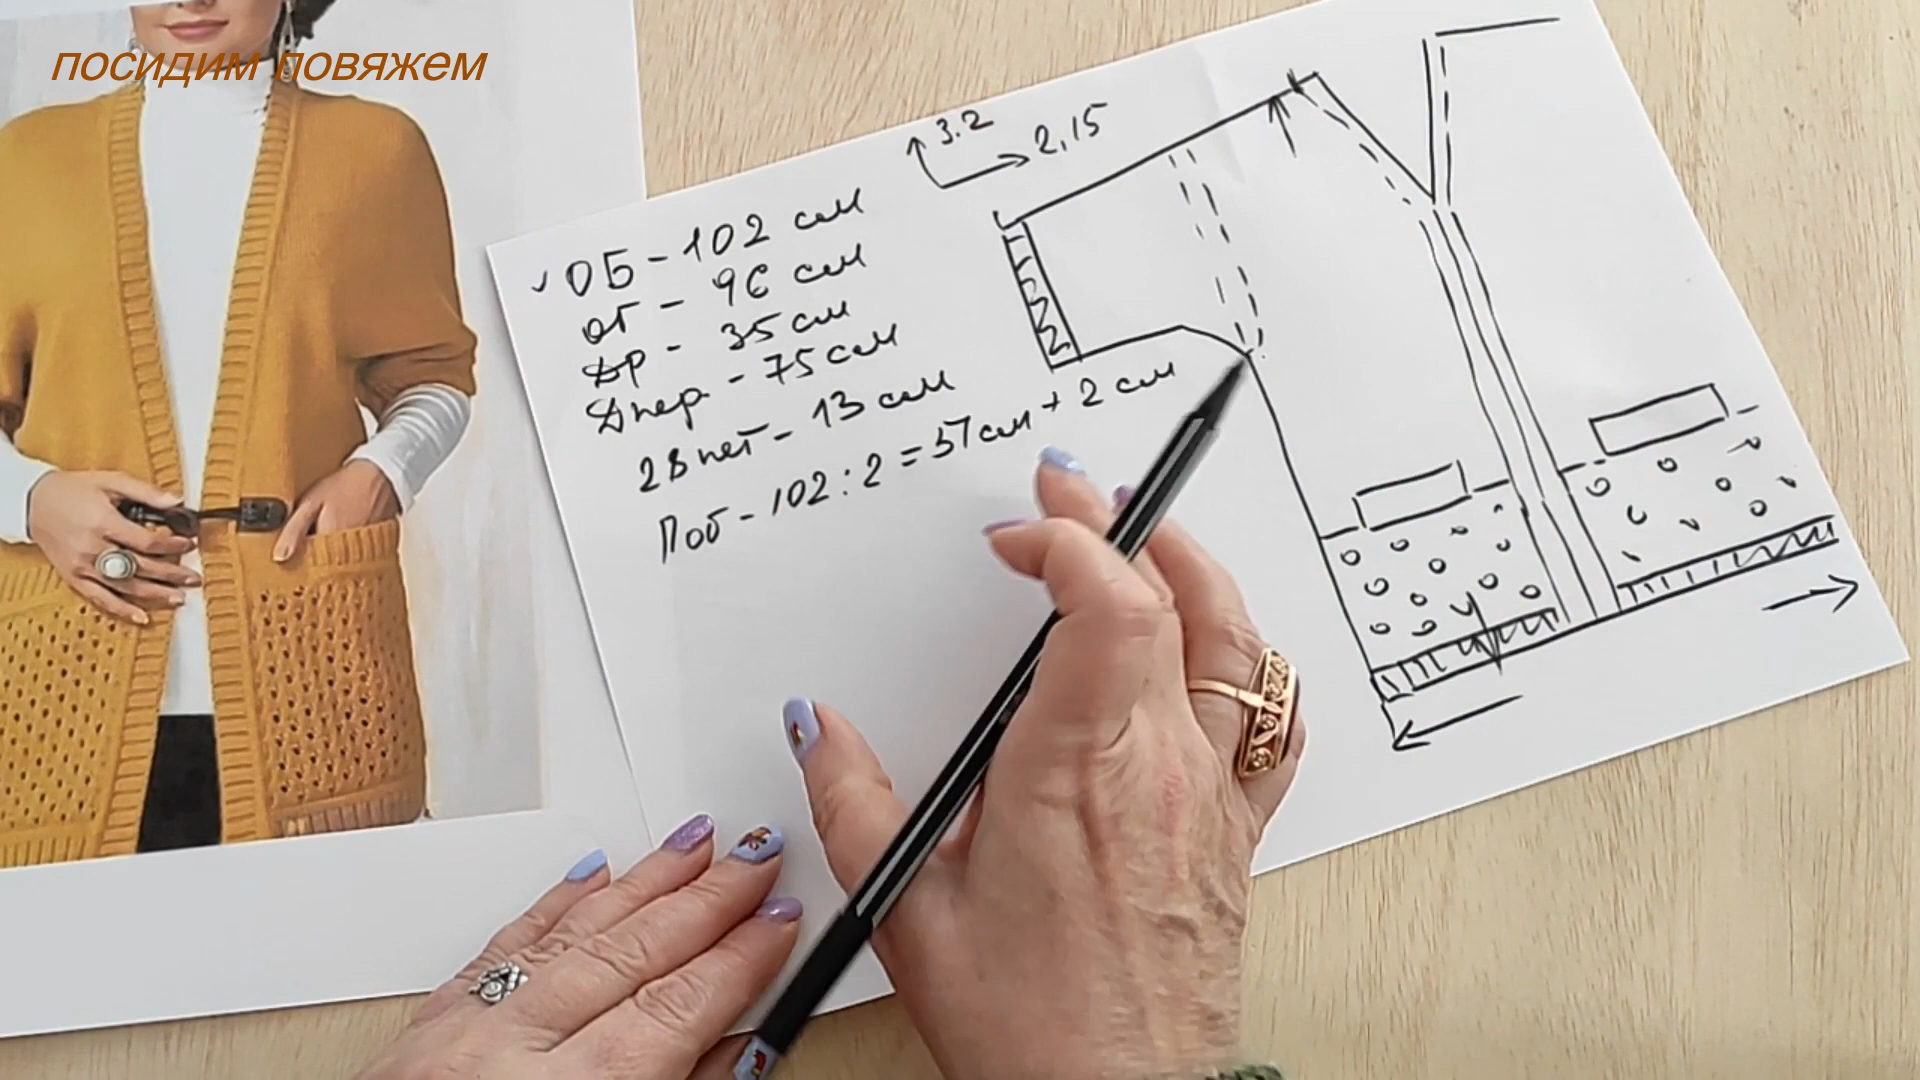 посидим повяжем
3.2
2,15
ОБ - 102 см
ОГ - 96 см
Др - 35 см
Дпер - 75 см
28 пет - 13 см
Поб - 102 : 2 = 51 см + 2 см